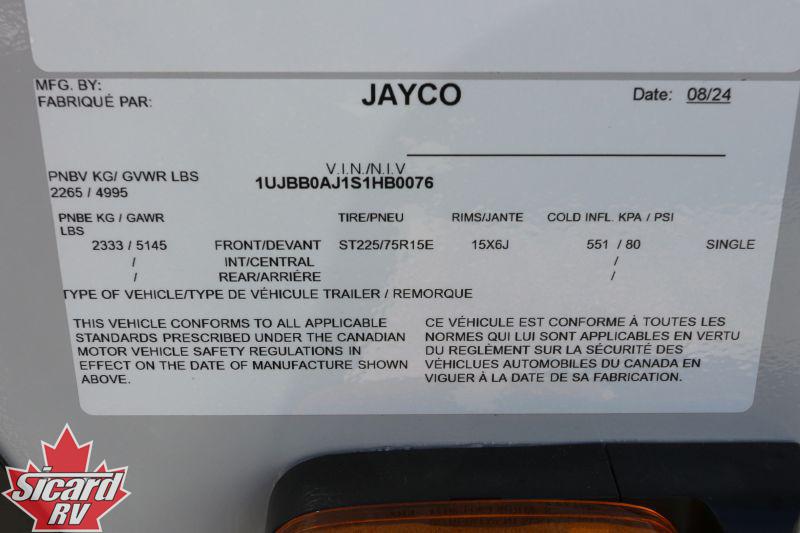 MFG. BY:
FABRIQUÉ PAR:
JAYCO
Date: 08/24
V.I.N./N.I.V
PNBV KG/ GVWR LBS
2265 / 4995
1UJBB0AJ1S1HB0076
PNBE KG / GAWR LBS TIRE/PNEU RIMS/JANTE COLD INFL. KPA / PSI
2333 / 5145 FRONT/DEVANT ST225/75R15E 15X6J 551 / 80 SINGLE
/ INT/CENTRAL /
/ REAR/ARRIÈRE /
TYPE OF VEHICLE/TYPE DE VÉHICULE TRAILER / REMORQUE
THIS VEHICLE CONFORMS TO ALL APPLICABLE
STANDARDS PRESCRIBED UNDER THE CANADIAN
MOTOR VEHICLE SAFETY REGULATIONS IN
EFFECT ON THE DATE OF MANUFACTURE SHOWN
ABOVE.
CE VÉHICULE EST CONFORME À TOUTES LES
NORMES QUI LUI SONT APPLICABLES EN VERTU
DU REGLÈMENT SUR LA SÉCURITÉ DES
VÉHICLUES AUTOMOBILES DU CANADA EN
VIGUER À LA DATE DE SA FABRICATION.
Sicard
RV